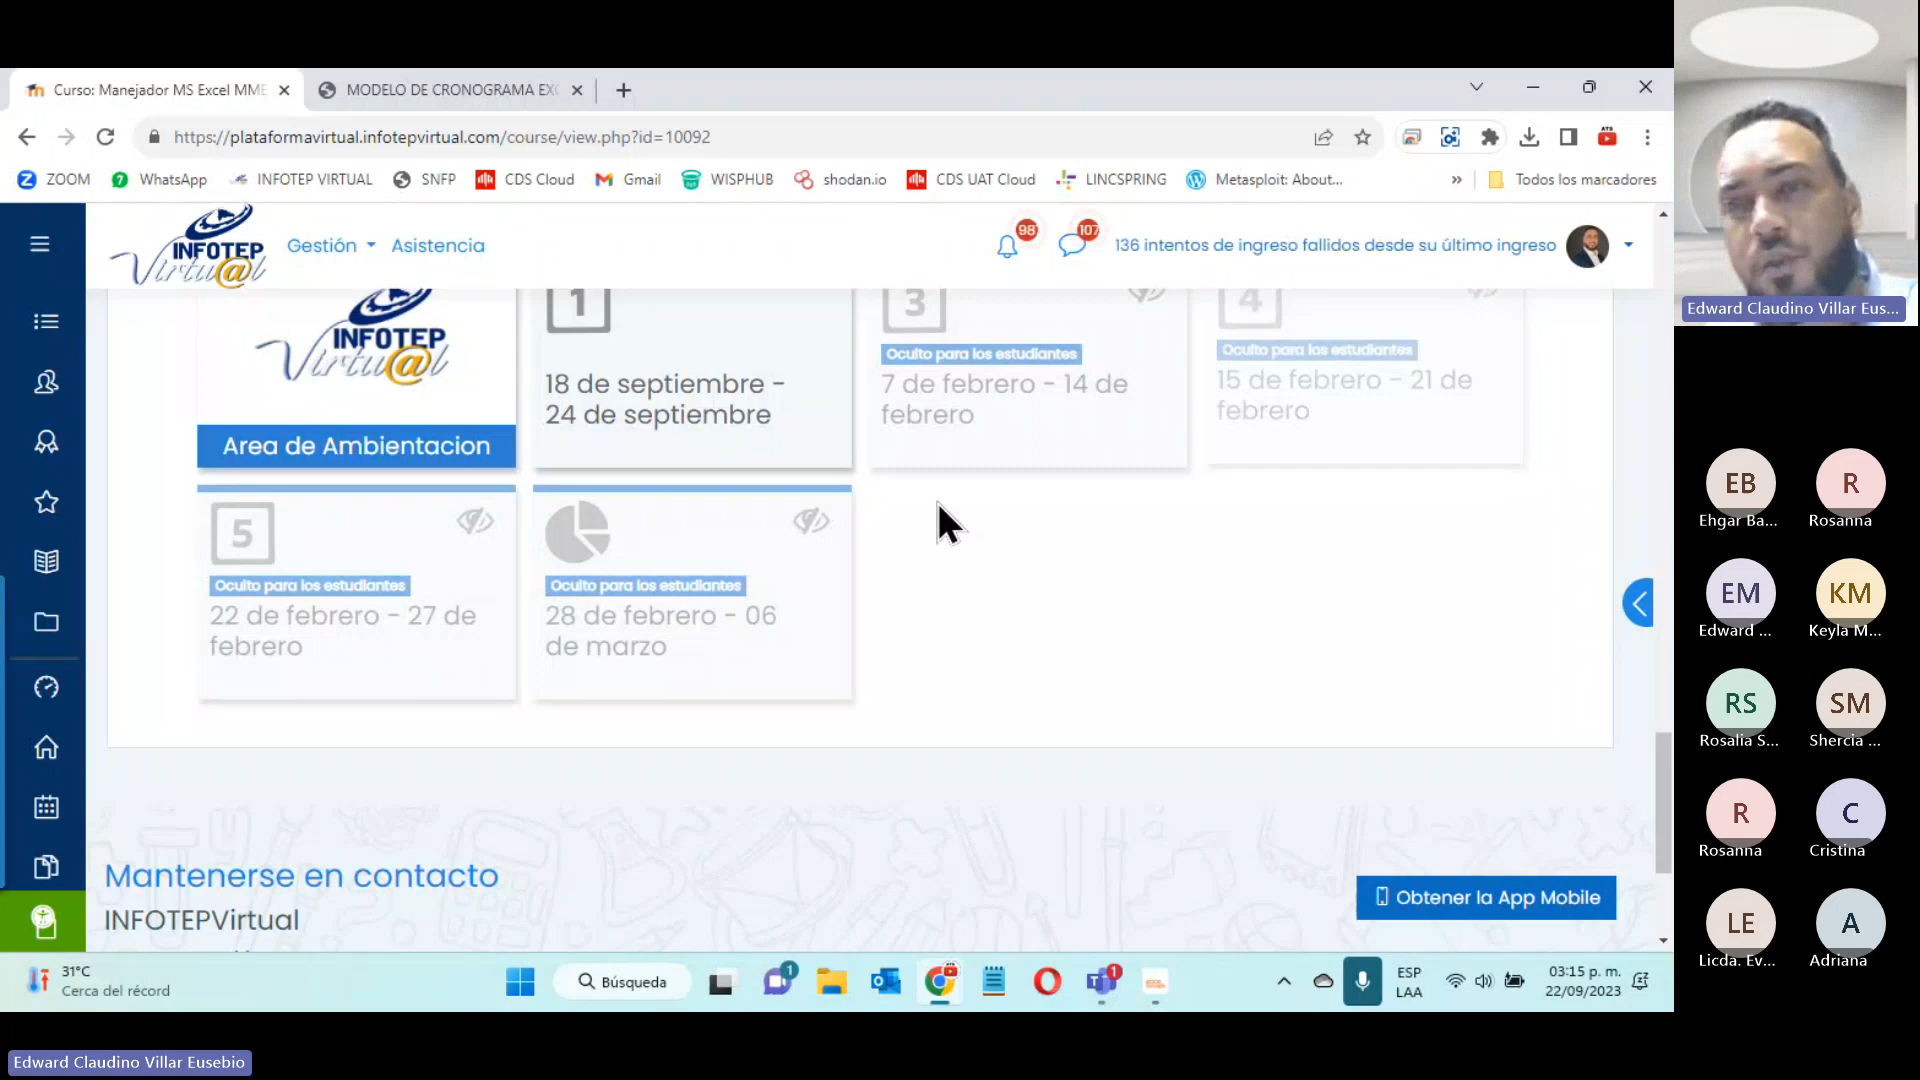 Curso: Manejador MS Excel MME
MODELO DE CRONOGRAMA EXC
https://plataformavirtual.infotepvirtual.com/course/view.php?id=10092
ZOOM
WhatsApp
INFOTEP VIRTUAL
SNFP
CDS Cloud
Gmail
WISPHUB
shodan.io
CDS UAT Cloud
LINCSPRING
Metasploit: About...
»
Todos los marcadores
INFOTEP
Virtu@l
Gestión
Asistencia
98
107
136 intentos de ingreso fallidos desde su último ingreso
INFOTEP
Virtu@l
Area de Ambientacion
1
18 de septiembre -
24 de septiembre
3
Oculto para los estudiantes
7 de febrero - 14 de
febrero
4
Oculto para los estudiantes
15 de febrero - 21 de
febrero
5
Oculto para los estudiantes
22 de febrero - 27 de
febrero
Oculto para los estudiantes
28 de febrero - 06
de marzo
Mantenerse en contacto
INFOTEPVirtual
Obtener la App Mobile
31°C
Cerca del récord
Búsqueda
1
1
ESP
LAA
03:15 p. m.
22/09/2023
Edward Claudino Villar Eus...
EB
Ehgar Ba...
R
Rosanna
EM
Edward ...
KM
Keyla M...
RS
Rosalia S...
SM
Shercia ...
R
Rosanna
C
Cristina
LE
Licda. Ev...
A
Adriana
Edward Claudino Villar Eusebio